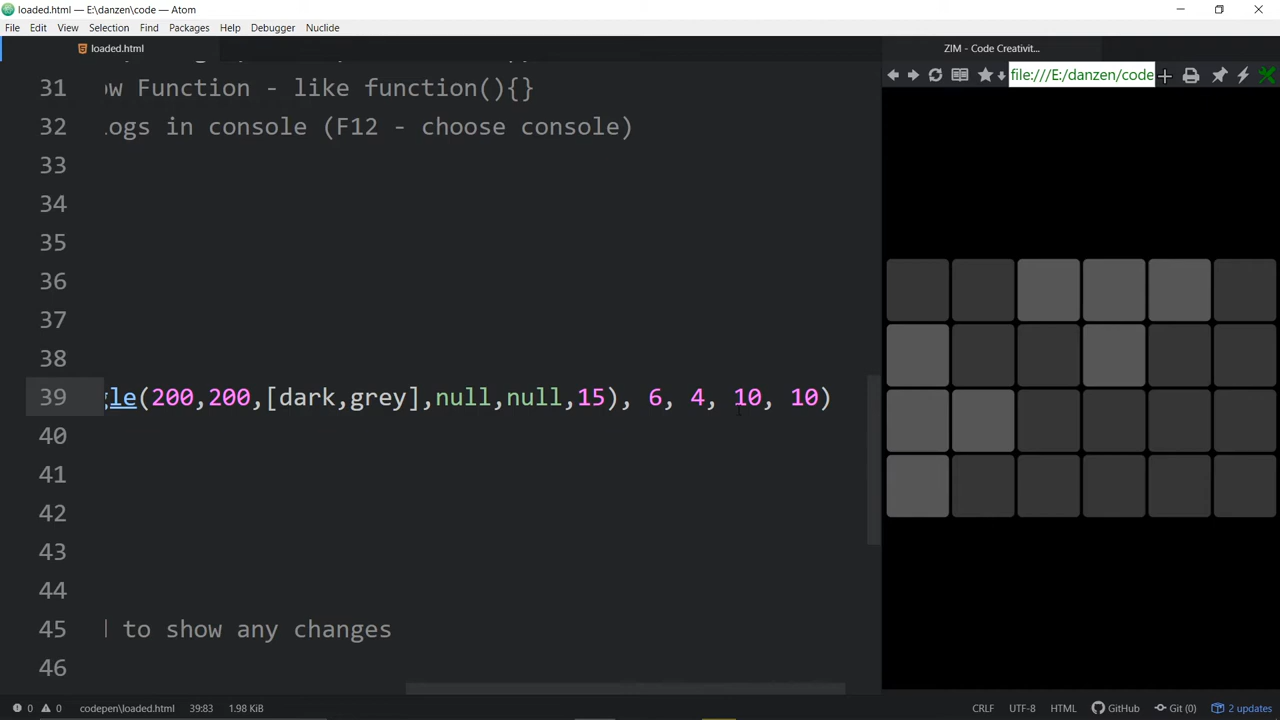 loaded.html — E:\danzen\code — Atom
File Edit View Selection Find Packages Help Debugger Nuclide
loaded.html
ZIM - Code Creativit...
file:///E:/danzen/code
31 ow Function - like function(){}
32 logs in console (F12 - choose console)
33
34
35
36
37
38
39 gle(200,200,[dark,grey],null,null,15), 6, 4, 10, 10)
40
41
42
43
44
45 to show any changes
46
0 0 codepen\loaded.html 39:83 1.98 KiB CRLF UTF-8 HTML GitHub Git (0) 2 updates